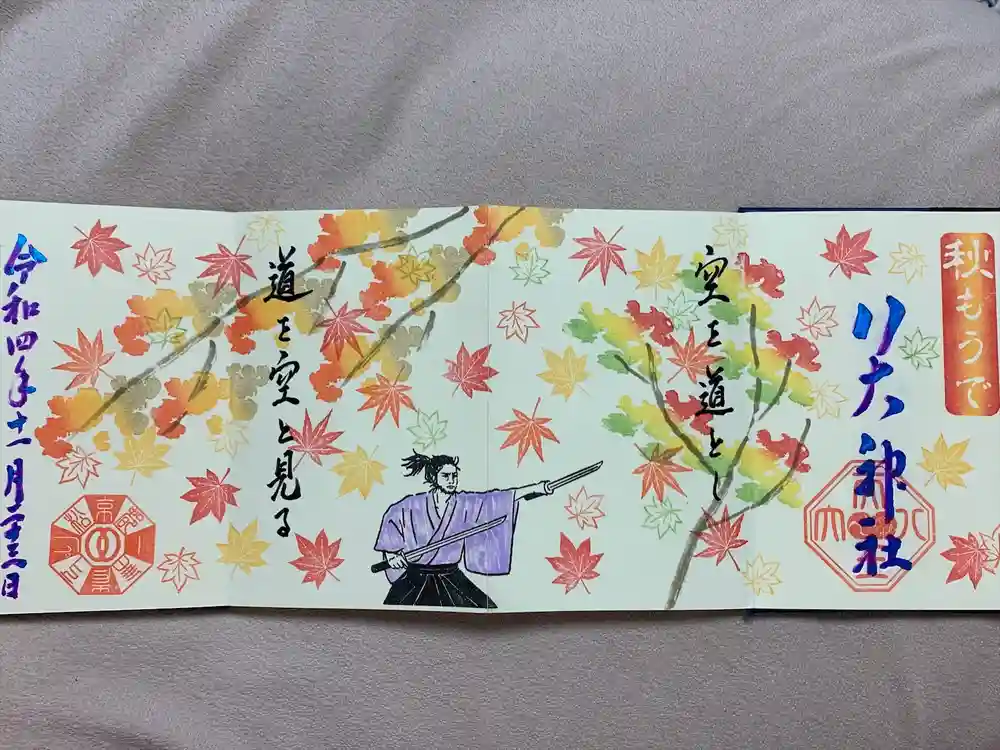 秋もうで
八大神社
空を道とし
道を空と見る
令和四年十一月二十三日